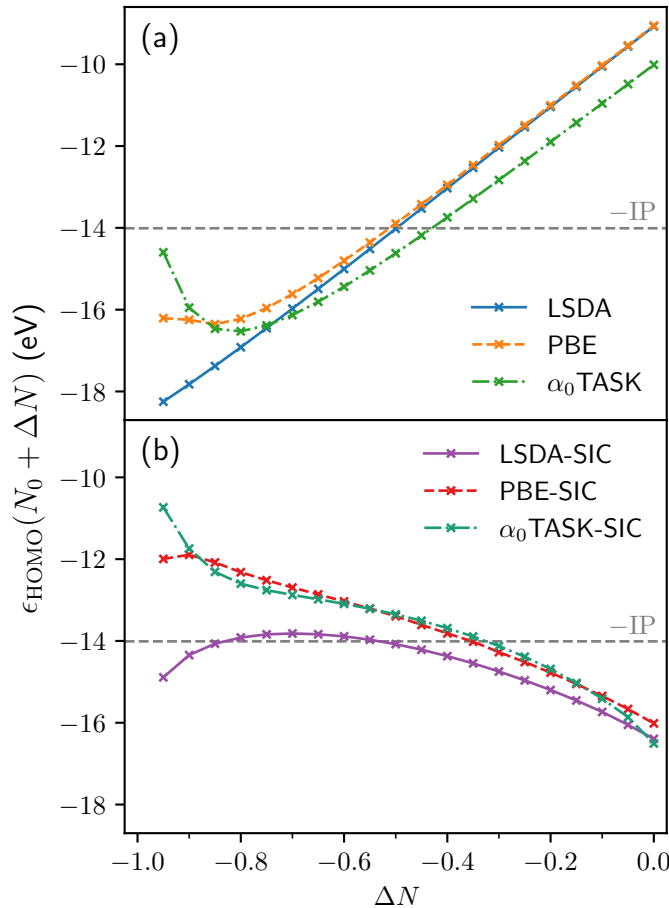 (a)
−10
−12
−14
−16
−18
−IP
LSDA
PBE
α₀TASK
ϵ_HOMO(N₀ + ΔN) (eV)
(b)
−10
−12
−14
−16
−18
LSDA-SIC
PBE-SIC
α₀TASK-SIC
−IP
−1.0 −0.8 −0.6 −0.4 −0.2 0.0
ΔN